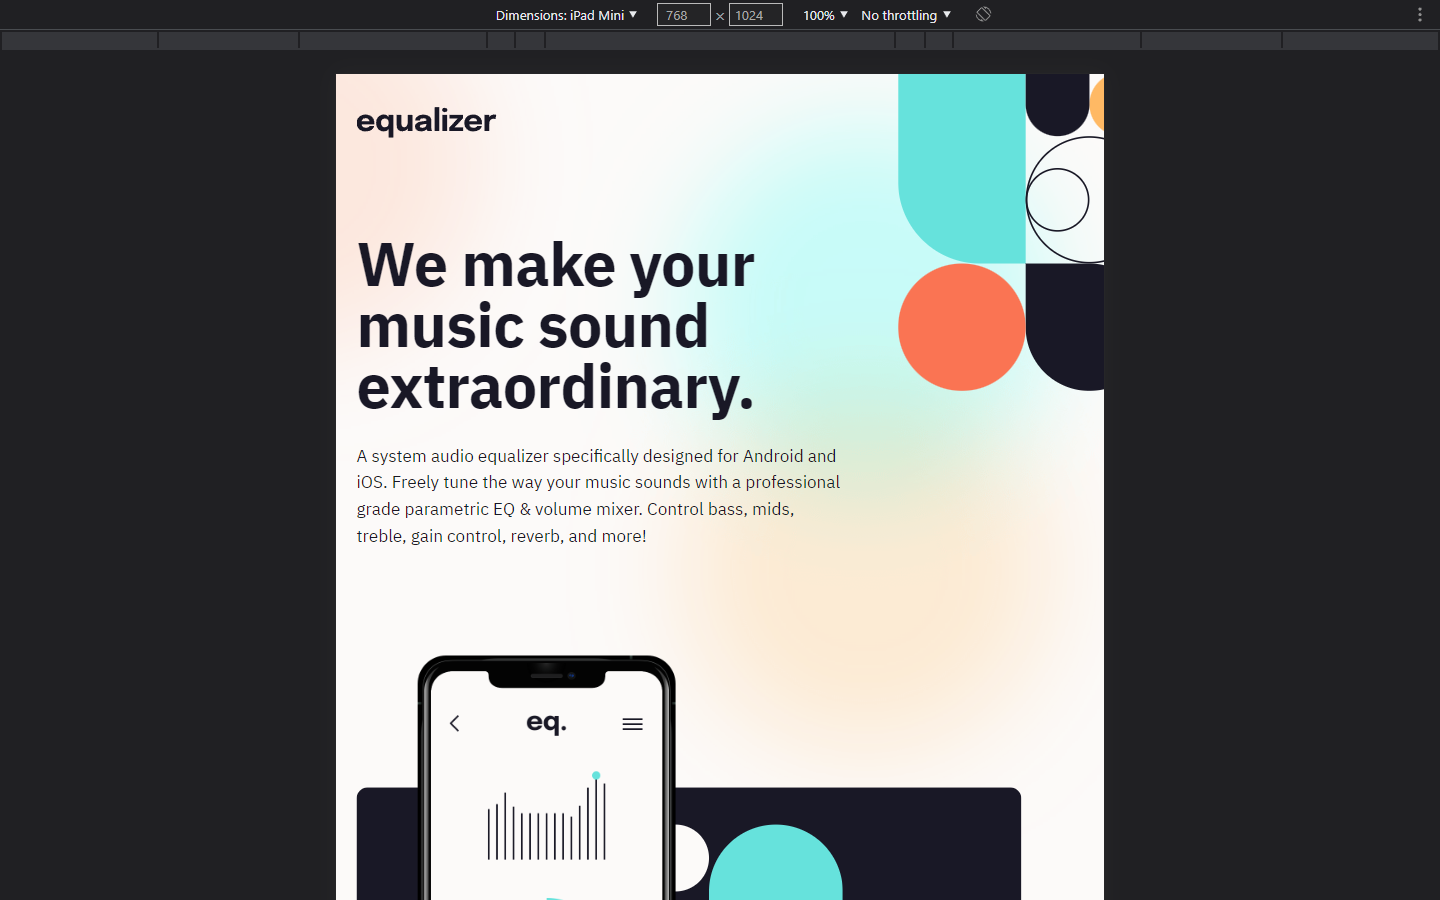 Dimensions: iPad Mini ▼ 768 × 1024 100% ▼ No throttling ▼
equalizer
We make your
music sound
extraordinary.
A system audio equalizer specifically designed for Android and
iOS. Freely tune the way your music sounds with a professional
grade parametric EQ & volume mixer. Control bass, mids,
treble, gain control, reverb, and more!
eq.